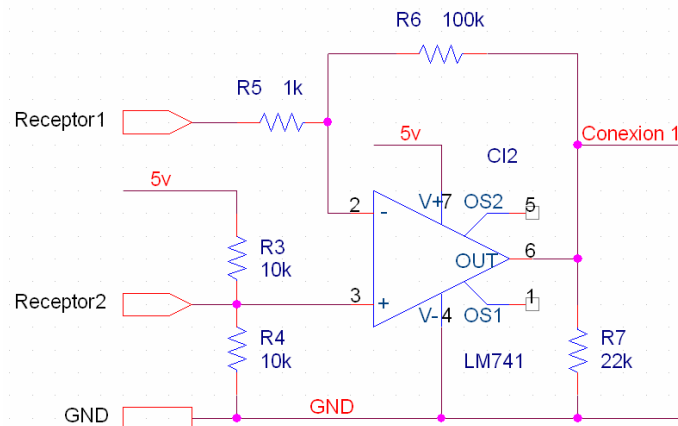 R6 100k
R5 1k
Receptor1
5v
Conexion 1
CI2
5v
V+ 7 OS2 5
2 -
R3
10k
OUT 6
Receptor2
3 +
1
V- 4 OS1
R4
10k
R7
22k
LM741
GND
GND